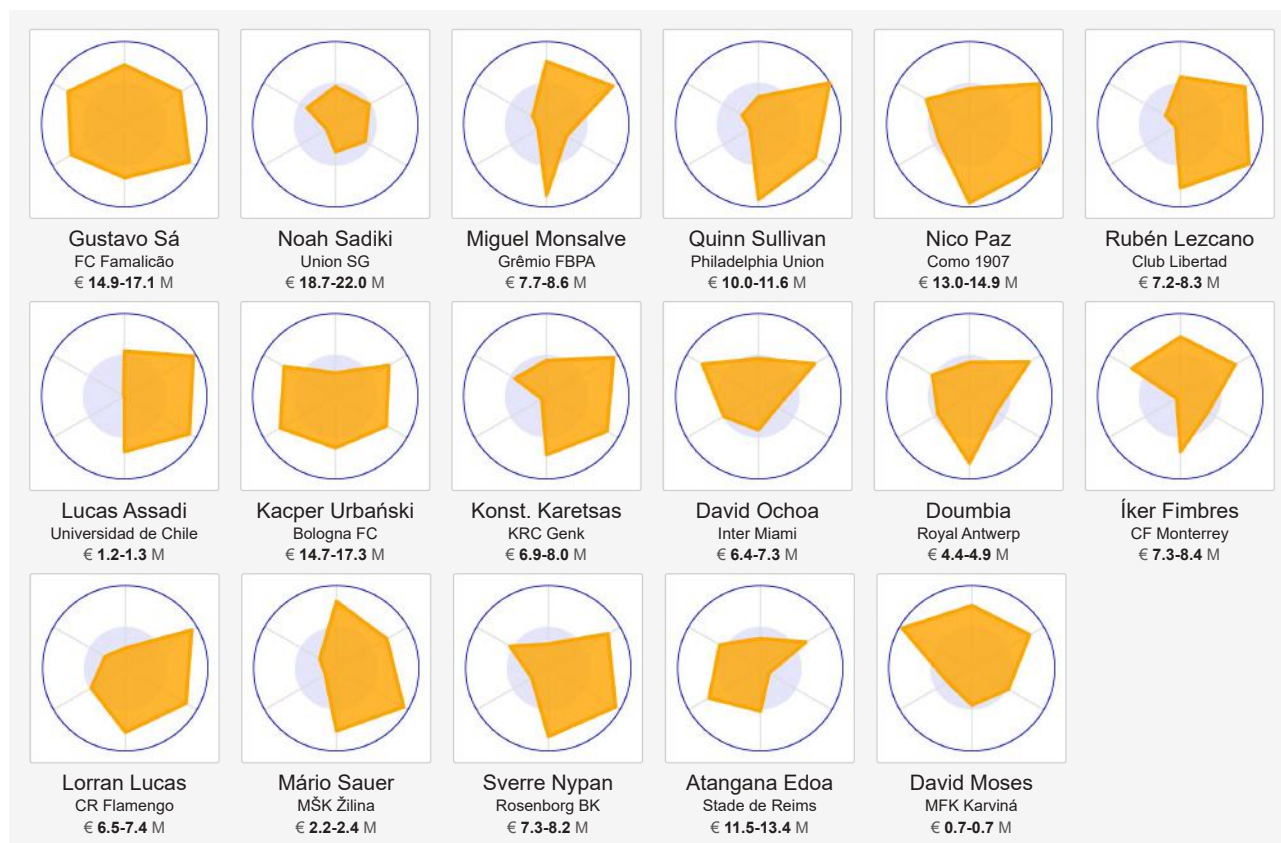 Gustavo Sá
FC Famalicão
€ 14.9-17.1 M
Noah Sadiki
Union SG
€ 18.7-22.0 M
Miguel Monsalve
Grêmio FBPA
€ 7.7-8.6 M
Quinn Sullivan
Philadelphia Union
€ 10.0-11.6 M
Nico Paz
Como 1907
€ 13.0-14.9 M
Rubén Lezcano
Club Libertad
€ 7.2-8.3 M
Lucas Assadi
Universidad de Chile
€ 1.2-1.3 M
Kacper Urbański
Bologna FC
€ 14.7-17.3 M
Konst. Karetsas
KRC Genk
€ 6.9-8.0 M
David Ochoa
Inter Miami
€ 6.4-7.3 M
Doumbia
Royal Antwerp
€ 4.4-4.9 M
Íker Fimbres
CF Monterrey
€ 7.3-8.4 M
Lorran Lucas
CR Flamengo
€ 6.5-7.4 M
Mário Sauer
MŠK Žilina
€ 2.2-2.4 M
Sverre Nypan
Rosenborg BK
€ 7.3-8.2 M
Atangana Edoa
Stade de Reims
€ 11.5-13.4 M
David Moses
MFK Karviná
€ 0.7-0.7 M